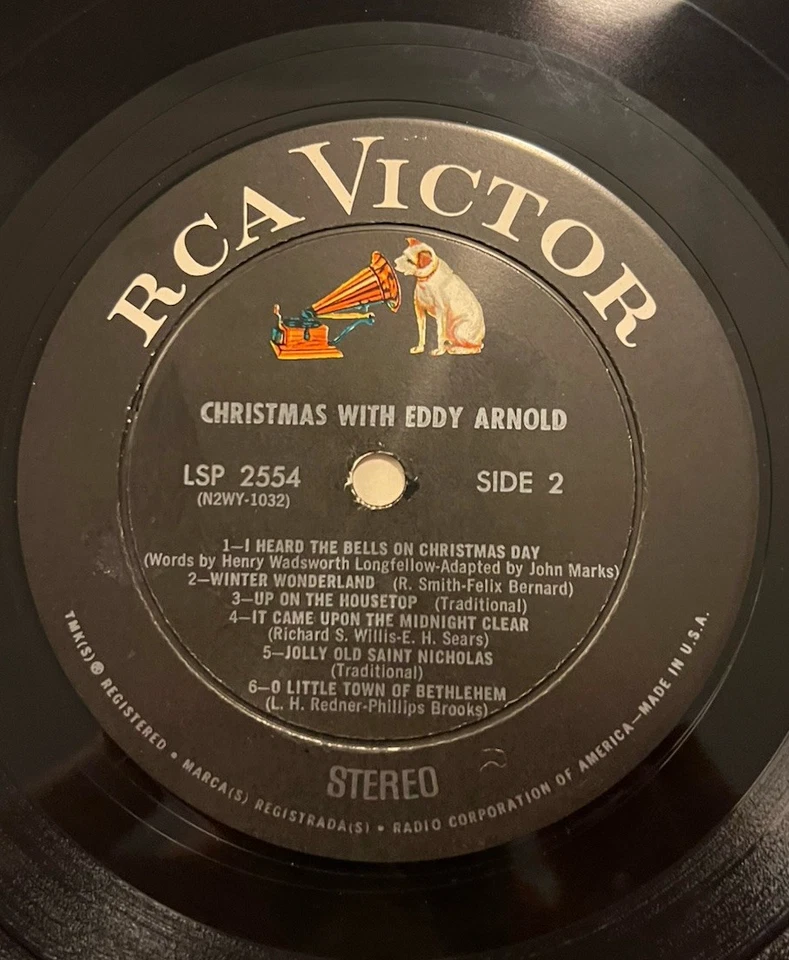 RCA VICTOR
CHRISTMAS WITH EDDY ARNOLD
LSP 2554
(N2WY-1032)
SIDE 2
1—I HEARD THE BELLS ON CHRISTMAS DAY
(Words by Henry Wadsworth Longfellow-Adapted by John Marks)
2—WINTER WONDERLAND (R. Smith-Felix Bernard)
3—UP ON THE HOUSETOP (Traditional)
4—IT CAME UPON THE MIDNIGHT CLEAR
(Richard S. Willis-E. H. Sears)
5—JOLLY OLD SAINT NICHOLAS
(Traditional)
6—O LITTLE TOWN OF BETHLEHEM
(L. H. Redner-Phillips Brooks)
STEREO
TMK(S) ® REGISTERED • MARCA(S) REGISTRADA(S) • RADIO CORPORATION OF AMERICA—MADE IN U.S.A.